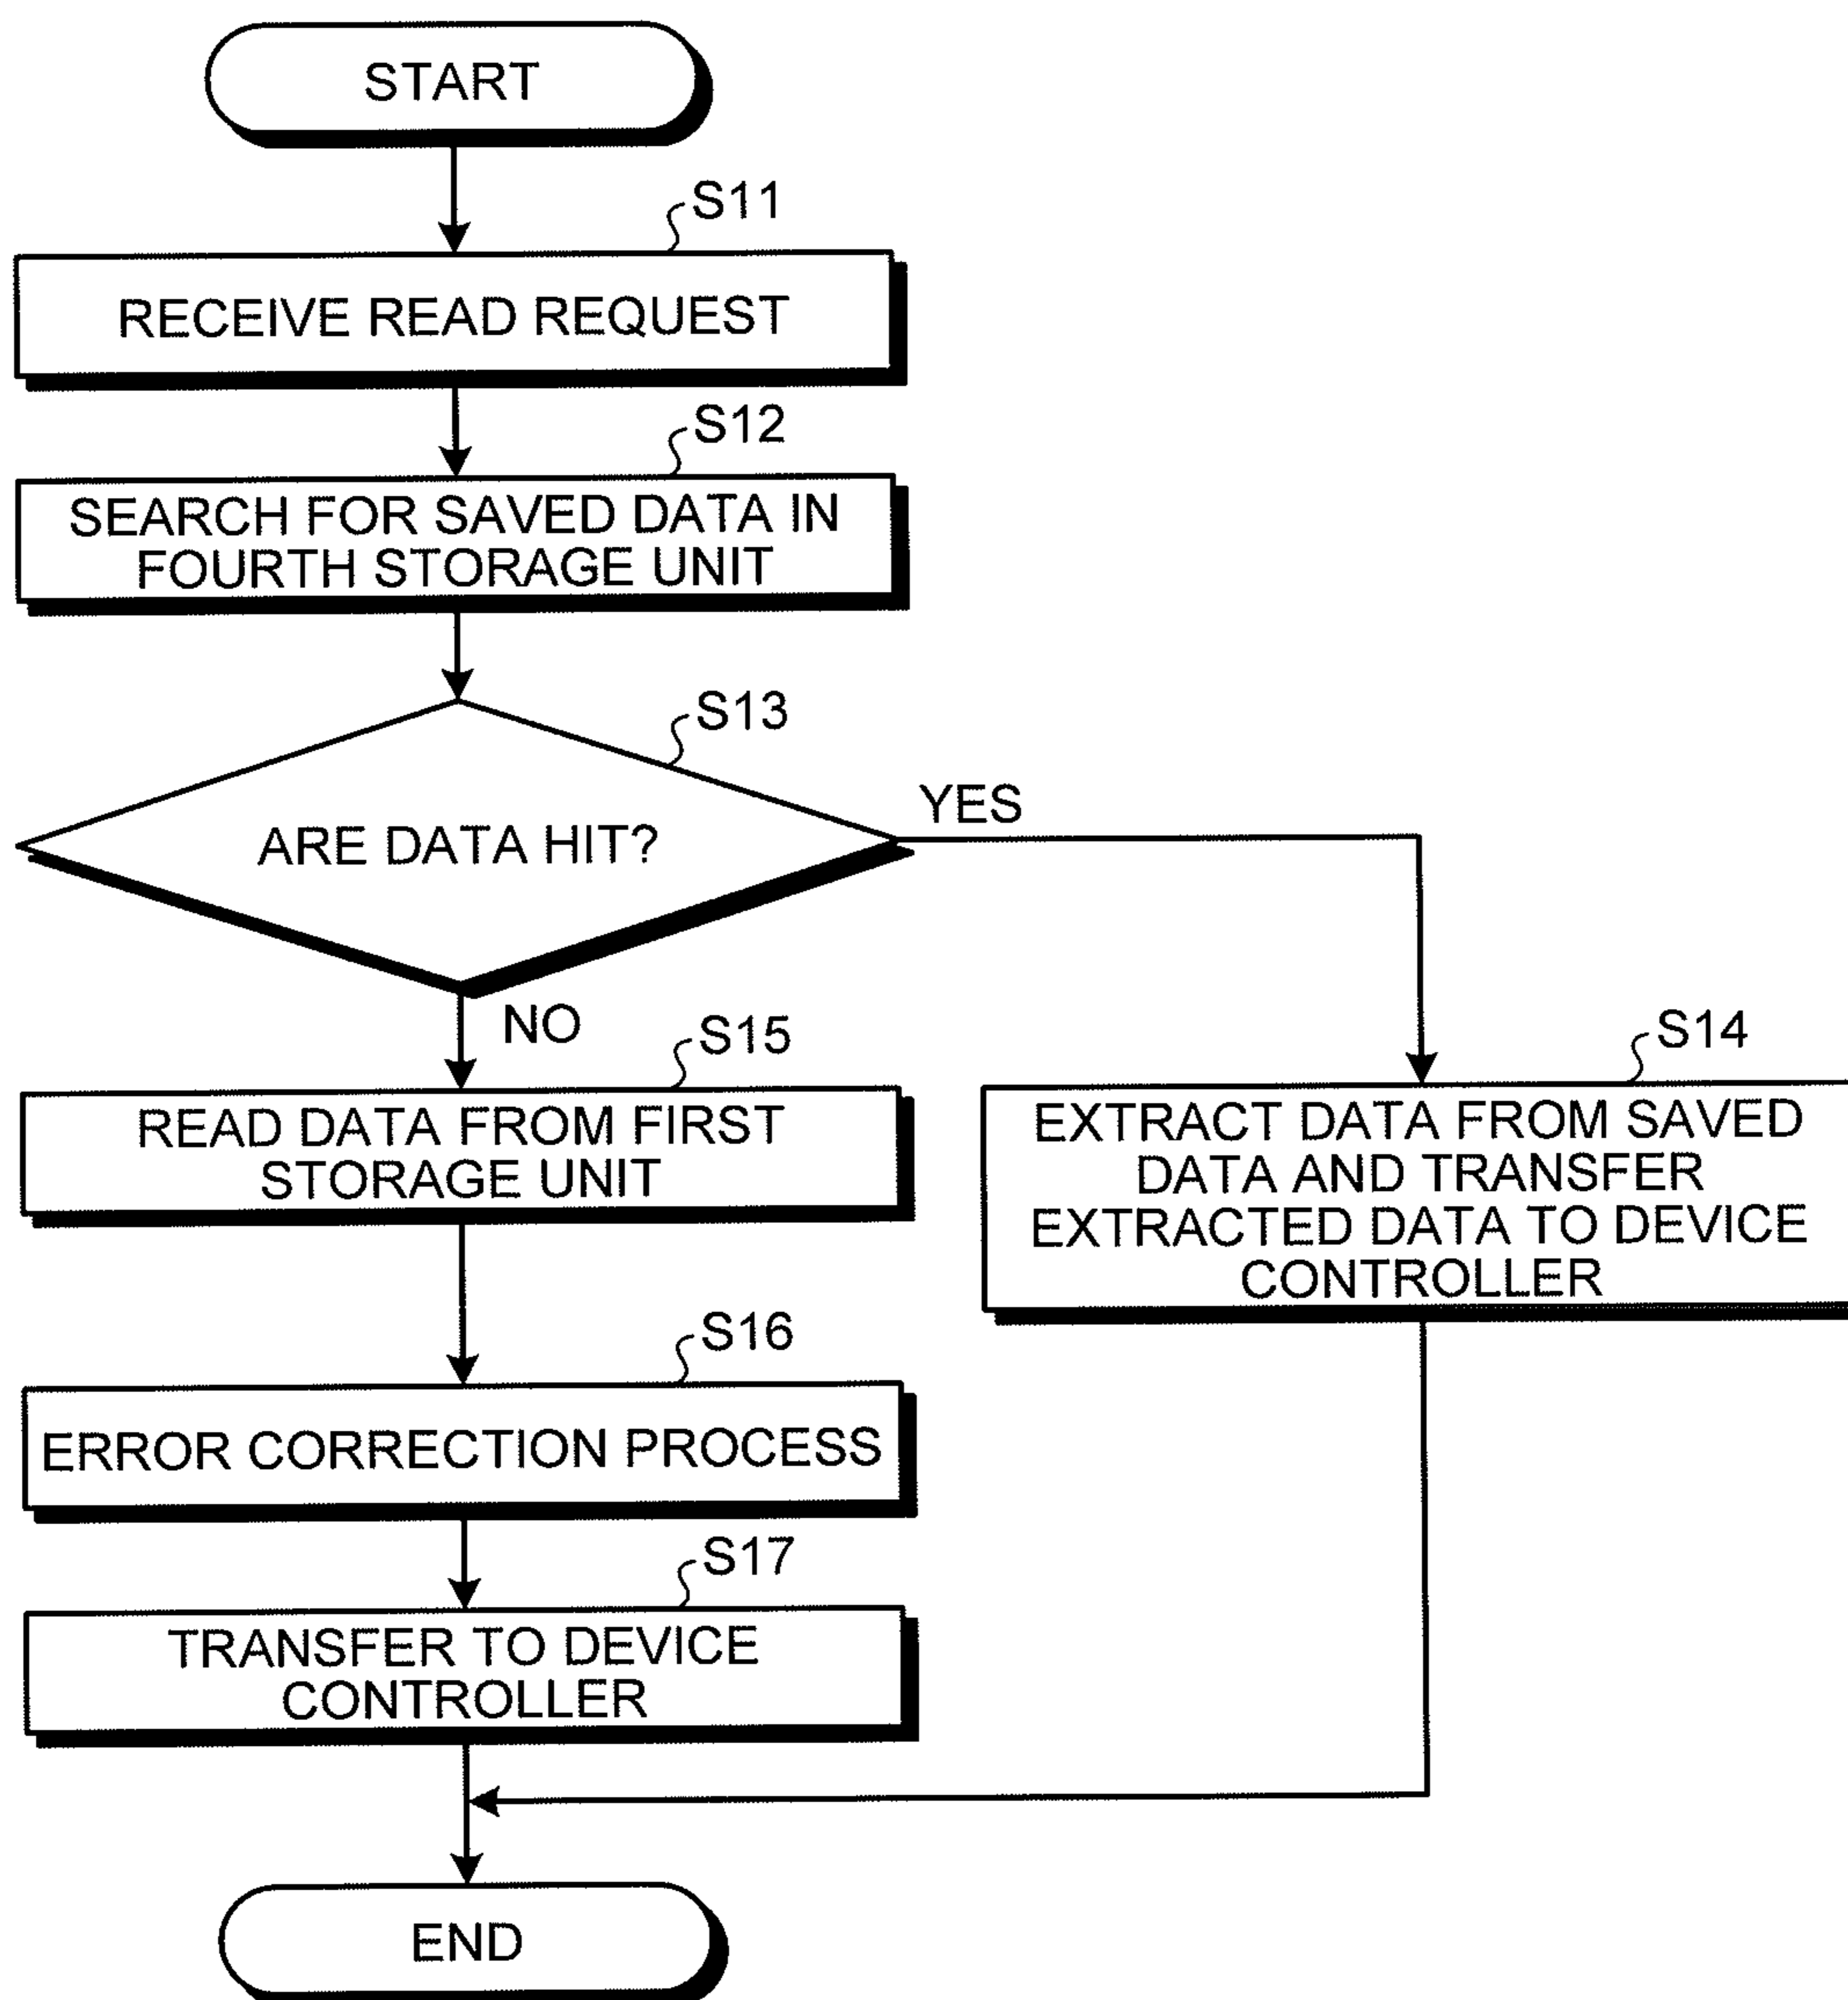 START
S11
RECEIVE READ REQUEST
S12
SEARCH FOR SAVED DATA IN
FOURTH STORAGE UNIT
S13
ARE DATA HIT?
YES
NO
S15
READ DATA FROM FIRST
STORAGE UNIT
S14
EXTRACT DATA FROM SAVED
DATA AND TRANSFER
EXTRACTED DATA TO DEVICE
CONTROLLER
S16
ERROR CORRECTION PROCESS
S17
TRANSFER TO DEVICE
CONTROLLER
END